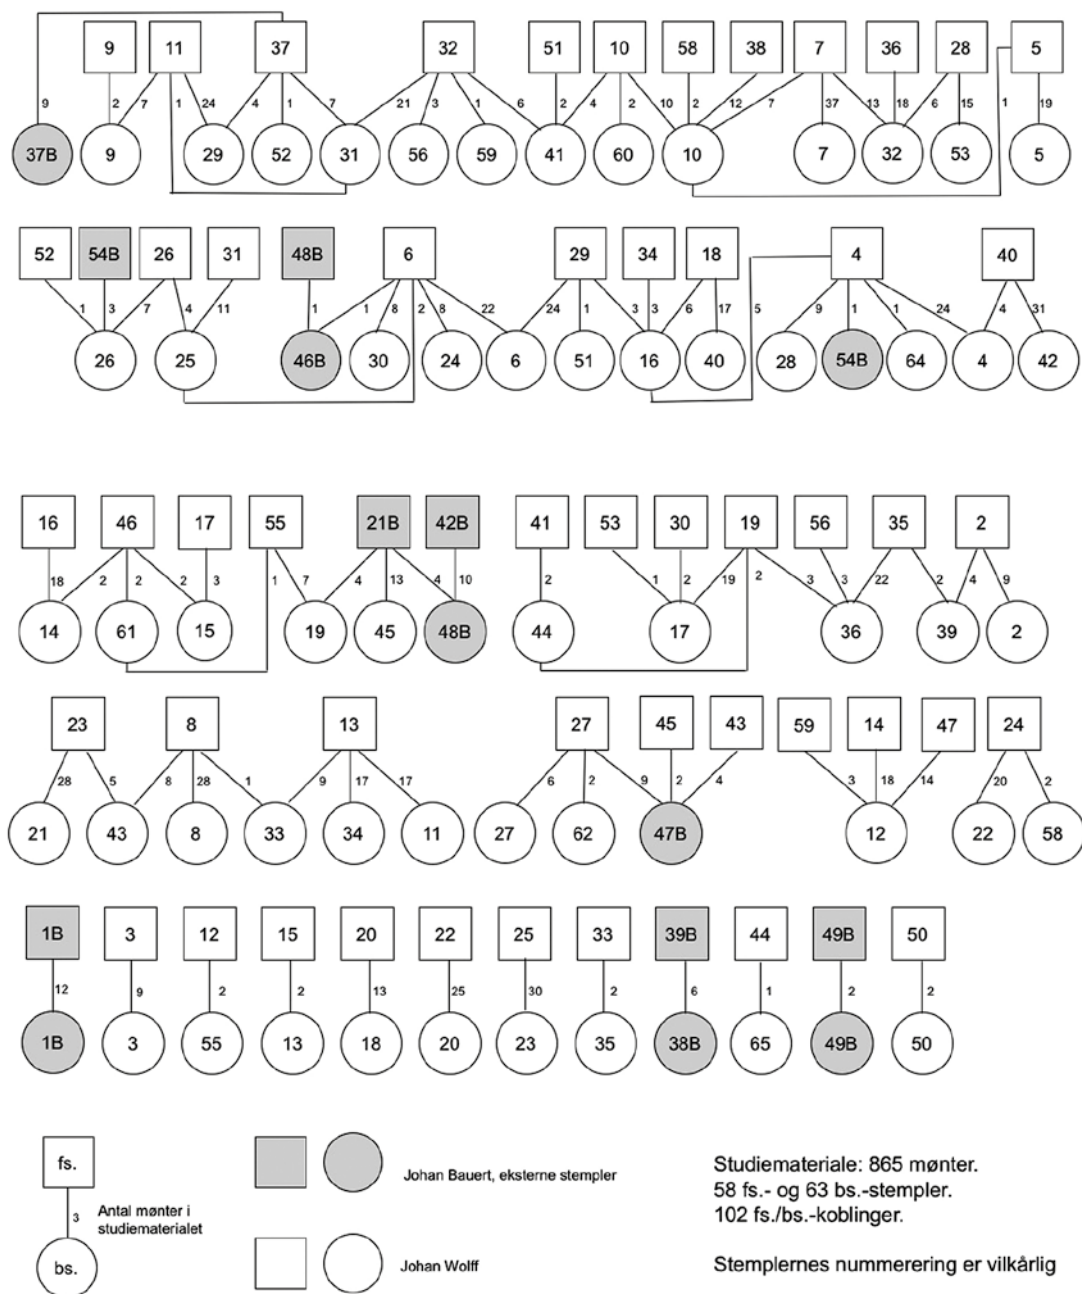 9 11 37 32 51 10 58 38 7 36 28 5
9 2 7 1 24 4 1 7 21 3 1 6 2 4 2 10 2 12 7 37 13 18 6 15 1 19
37B 9 29 52 31 56 59 41 60 10 7 32 53 5
52 54B 26 31 48B 6 29 34 18 4 40
1 3 7 4 11 1 1 8 2 8 22 24 1 3 3 6 17 5 9 1 1 24 4 31
26 25 46B 30 24 6 51 16 40 28 54B 64 4 42
16 46 17 55 21B 42B 41 53 30 19 56 35 2
18 2 2 2 3 1 7 4 13 4 10 2 1 2 19 2 3 3 22 2 4 9
14 61 15 19 45 48B 44 17 36 39 2
23 8 13 27 45 43 59 14 47 24
28 5 8 28 1 9 17 17 6 2 9 2 4 3 18 14 20 2
21 43 8 33 34 11 27 62 47B 12 22 58
1B 3 12 15 20 22 25 33 39B 44 49B 50
12 9 2 2 13 25 30 2 6 1 2 2
1B 3 55 13 18 20 23 35 38B 65 49B 50
fs.
3
Antal mønter i
studiematerialet
bs.
Johan Bauert, eksterne stempler
Johan Wolff
Studiemateriale: 865 mønter.
58 fs.- og 63 bs.-stempler.
102 fs./bs.-koblinger.
Stemplernes nummerering er vilkårlig